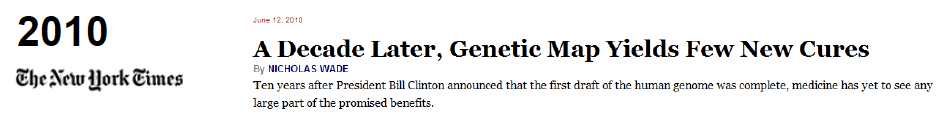 2010
The New York Times
June 12, 2010
A Decade Later, Genetic Map Yields Few New Cures
By NICHOLAS WADE
Ten years after President Bill Clinton announced that the first draft of the human genome was complete, medicine has yet to see any
large part of the promised benefits.